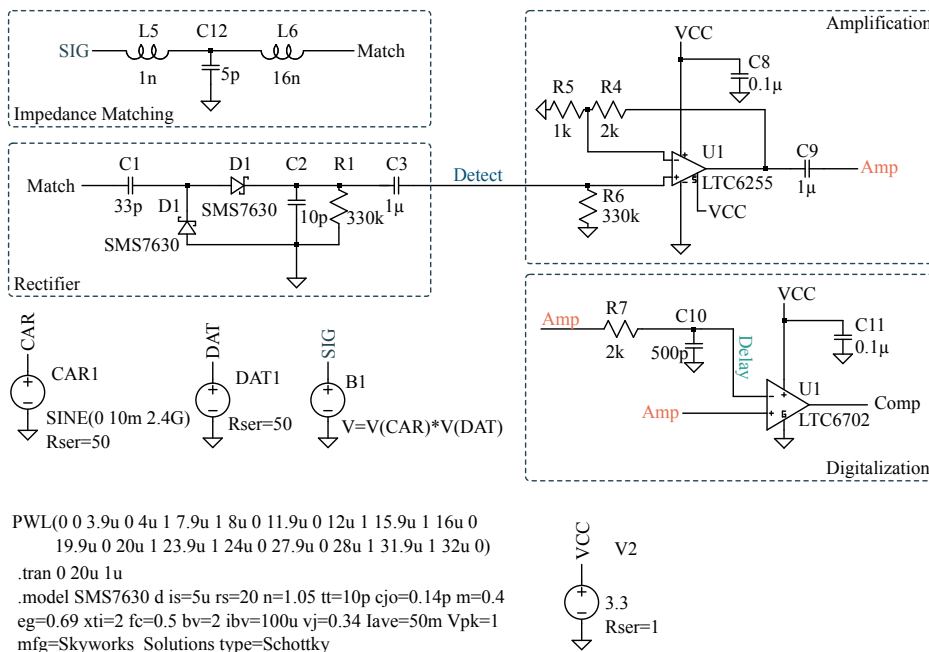 L5 C12 L6
SIG Match
1n 5p 16n
Impedance Matching
Amplification
VCC
C8
0.1µ
R5 R4
1k 2k
U1
LTC6255
C9
1µ
Amp
VCC
R6
330k
C1 D1 C2 R1 C3
Match Detect
33p D1 SMS7630 10p 330k 1µ
SMS7630
Rectifier
VCC
R7 C10
Amp
2k 500p
Delay
C11
0.1µ
U1
LTC6702
Amp
Comp
Digitalization
CAR
CAR1
SINE(0 10m 2.4G)
Rser=50
DAT
DAT1
Rser=50
SIG
B1
V=V(CAR)*V(DAT)
PWL(0 0 3.9u 0 4u 1 7.9u 1 8u 0 11.9u 0 12u 1 15.9u 1 16u 0
19.9u 0 20u 1 23.9u 1 24u 0 27.9u 0 28u 1 31.9u 1 32u 0)
.tran 0 20u 1u
.model SMS7630 d is=5u rs=20 n=1.05 tt=10p cjo=0.14p m=0.4
eg=0.69 xti=2 fc=0.5 bv=2 ibv=100u vj=0.34 Iave=50m Vpk=1
mfg=Skyworks_Solutions type=Schottky
VCC
V2
3.3
Rser=1